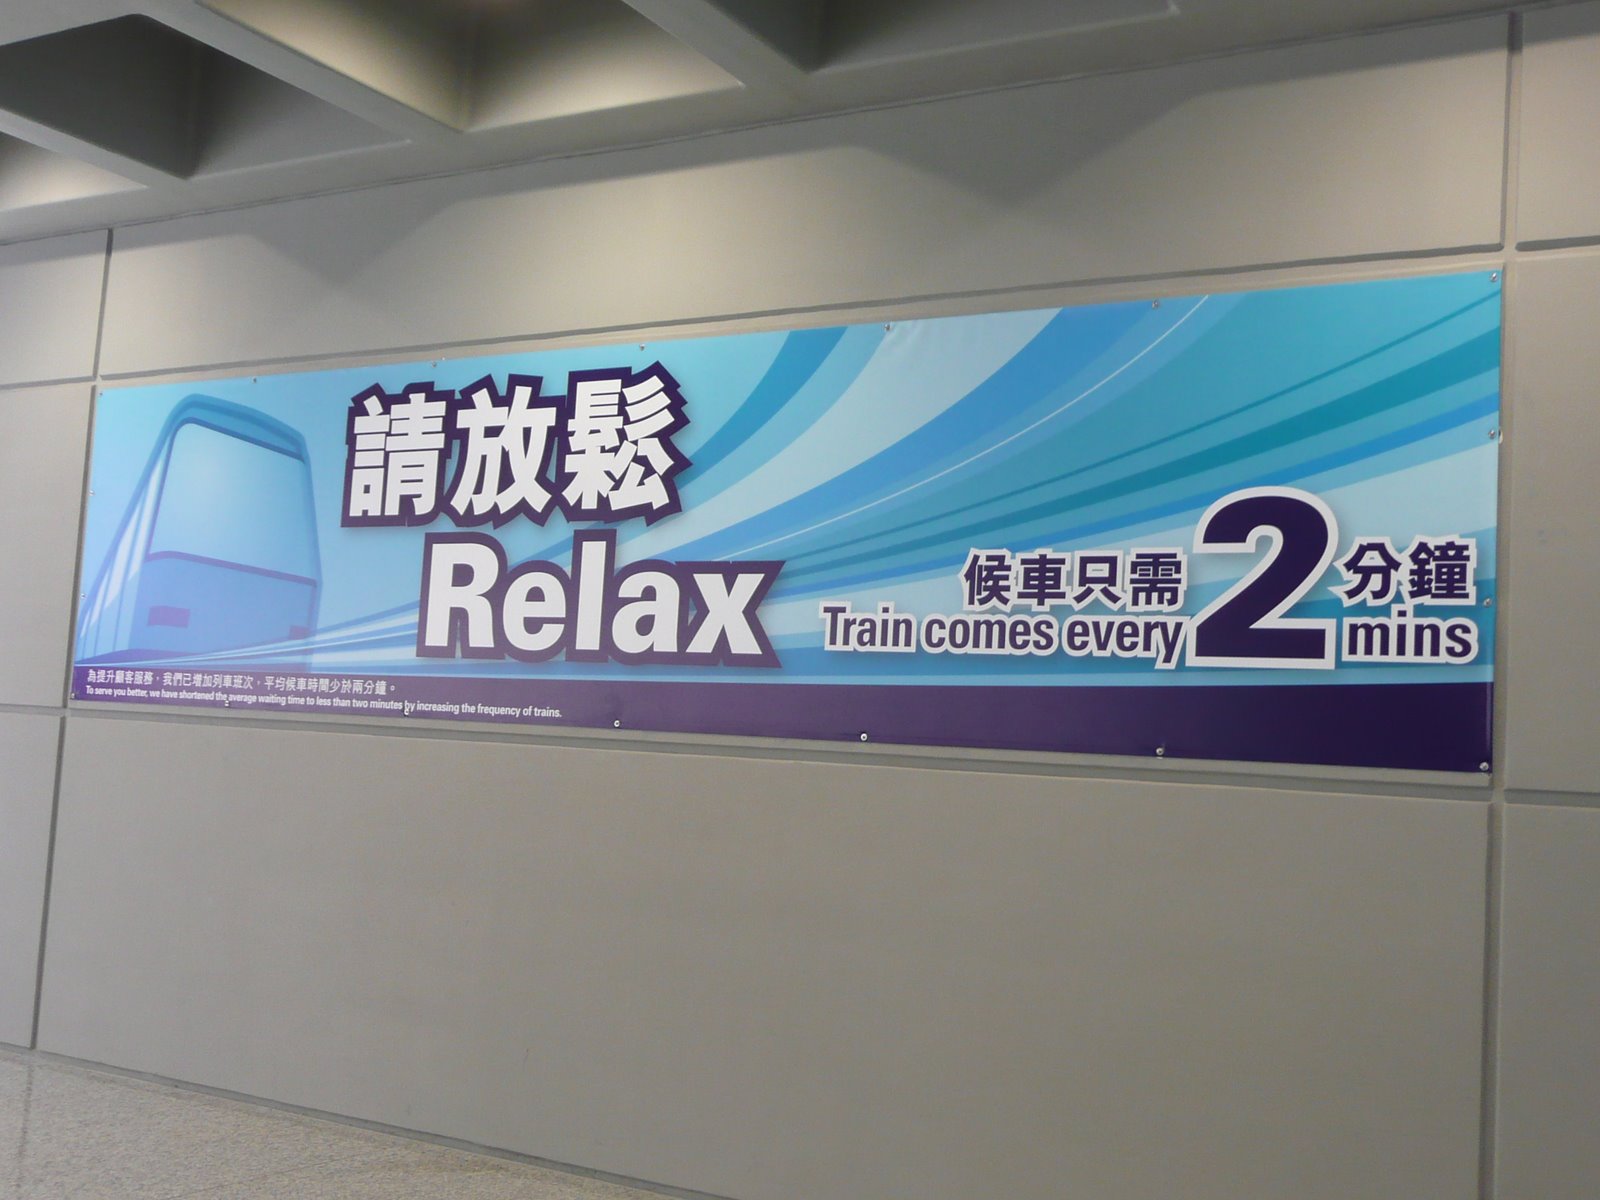 請放鬆
Relax
候車只需2分鐘
Train comes every 2 mins
為提升顧客服務，我們已增加列車班次，平均候車時間少於兩分鐘。
To serve you better, we have shortened the average waiting time to less than two minutes by increasing the frequency of trains.